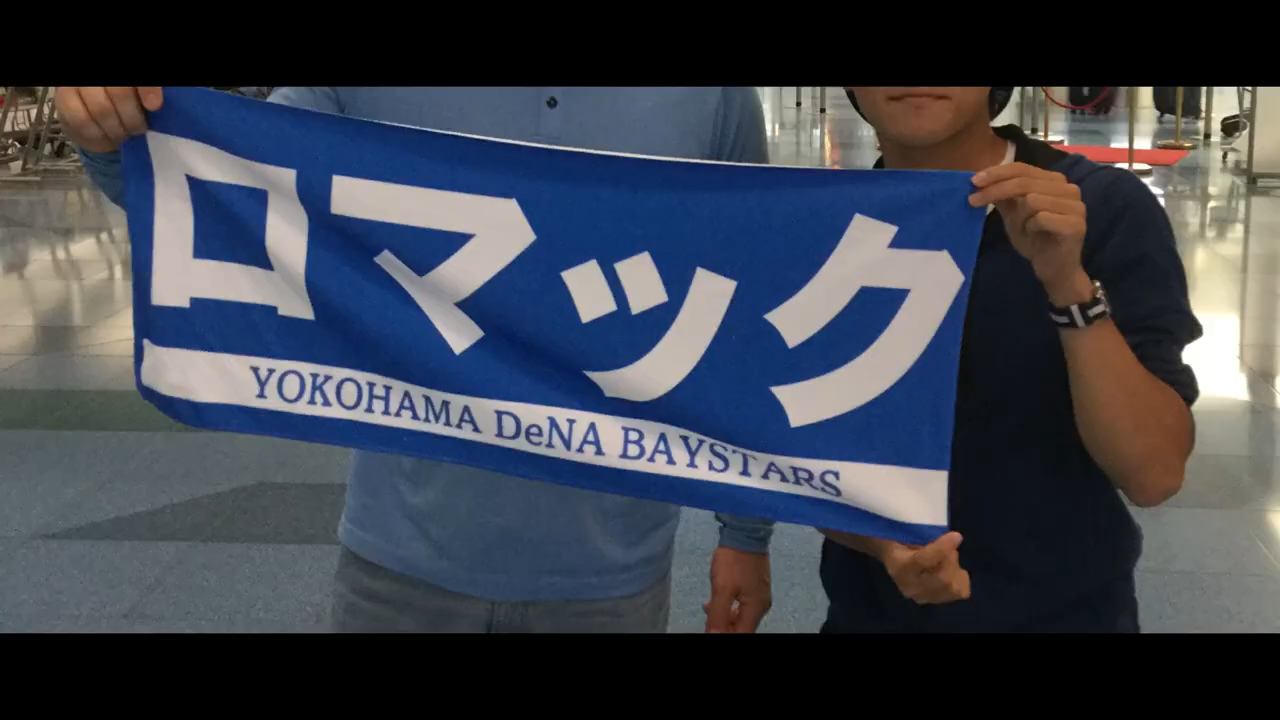 ロマック
YOKOHAMA DeNA BAYSTARS